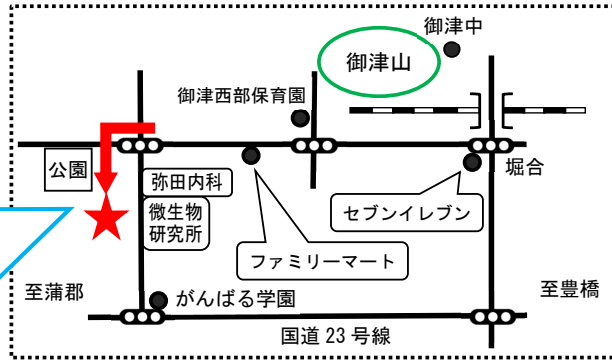 御津中
御津山
御津西部保育園
公園
堀合
弥田内科
微生物
研究所
セブンイレブン
ファミリーマート
至蒲郡
至豊橋
がんばる学園
国道 23 号線